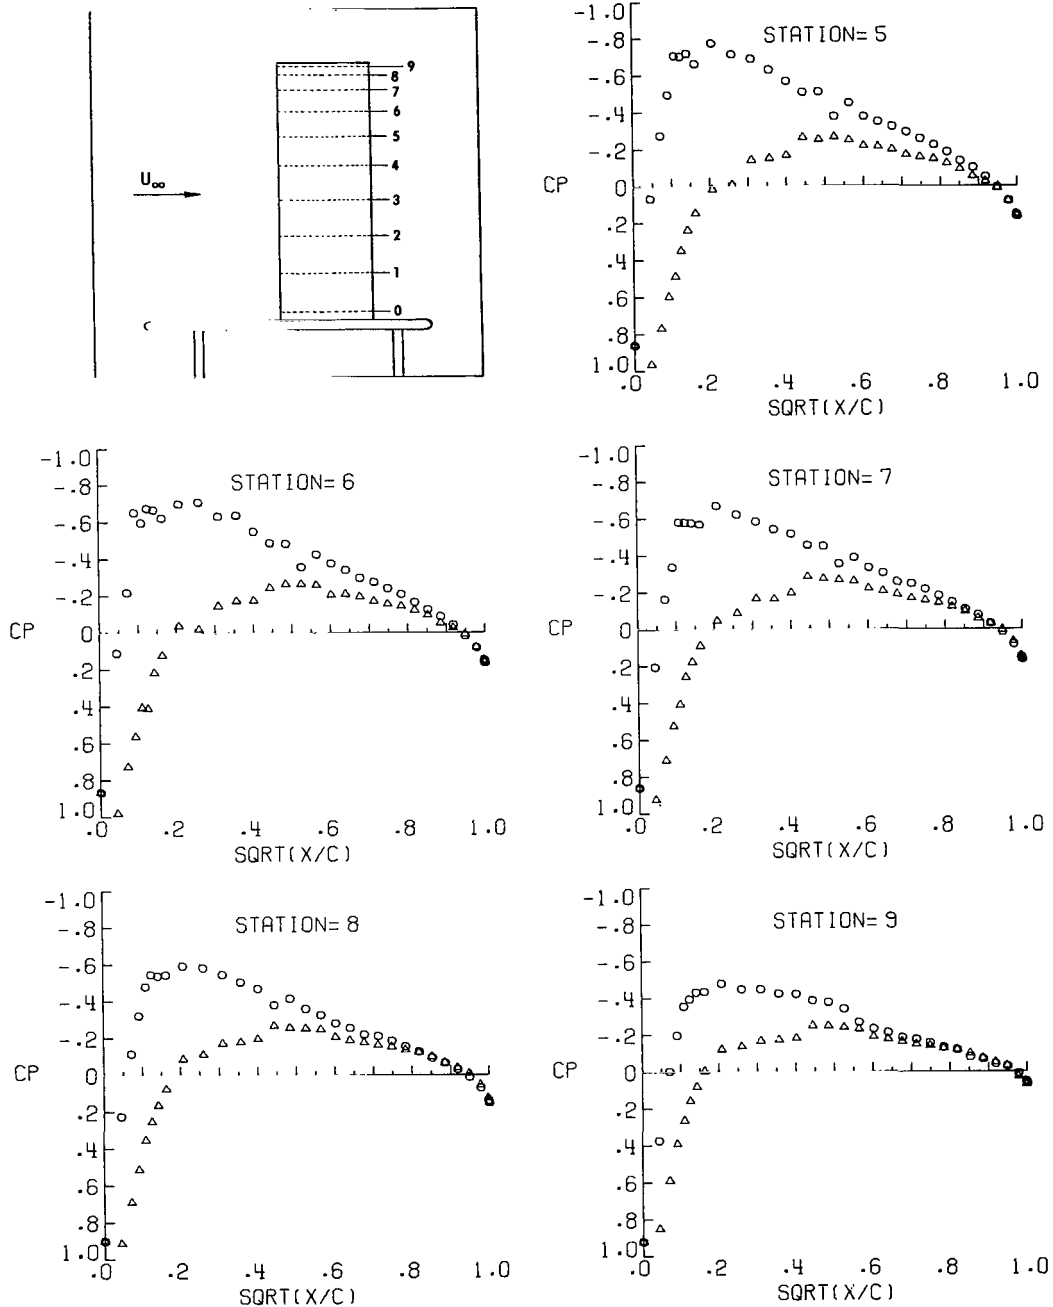 9
8
7
6
5
4
3
2
1
0
U∞
c
STATION= 5
-1.0
-.8
-.6
-.4
-.2
CP 0
.2
.4
.6
.8
1.0
.0 .2 .4 .6 .8 1.0
SQRT(X/C)
STATION= 6
-1.0
-.8
-.6
-.4
-.2
CP 0
.2
.4
.6
.8
1.0
.0 .2 .4 .6 .8 1.0
SQRT(X/C)
STATION= 7
-1.0
-.8
-.6
-.4
-.2
CP 0
.2
.4
.6
.8
1.0
.0 .2 .4 .6 .8 1.0
SQRT(X/C)
STATION= 8
-1.0
-.8
-.6
-.4
-.2
CP 0
.2
.4
.6
.8
1.0
.0 .2 .4 .6 .8 1.0
SQRT(X/C)
STATION= 9
-1.0
-.8
-.6
-.4
-.2
CP 0
.2
.4
.6
.8
1.0
.0 .2 .4 .6 .8 1.0
SQRT(X/C)